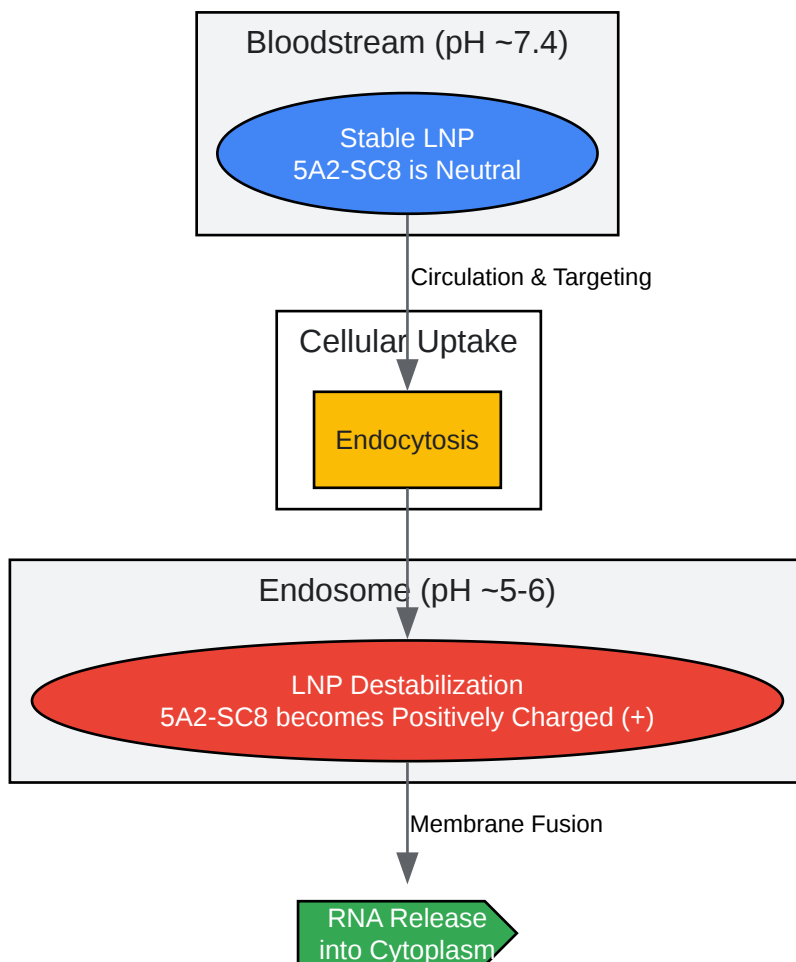 Bloodstream (pH ~7.4)
Stable LNP
5A2-SC8 is Neutral
Circulation & Targeting
Cellular Uptake
Endocytosis
Endosome (pH ~5-6)
LNP Destabilization
5A2-SC8 becomes Positively Charged (+)
Membrane Fusion
RNA Release
into Cytoplasm